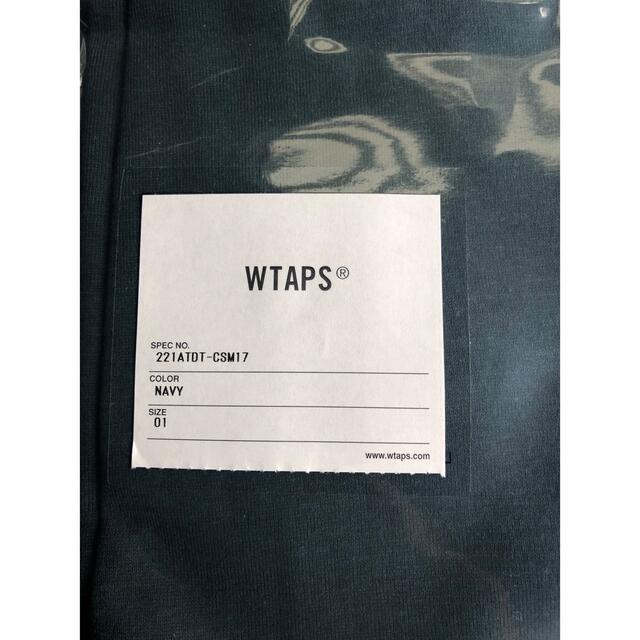 WTAPS®
SPEC NO.
221ATDT-CSM17
COLOR
NAVY
SIZE
01
www.wtaps.com